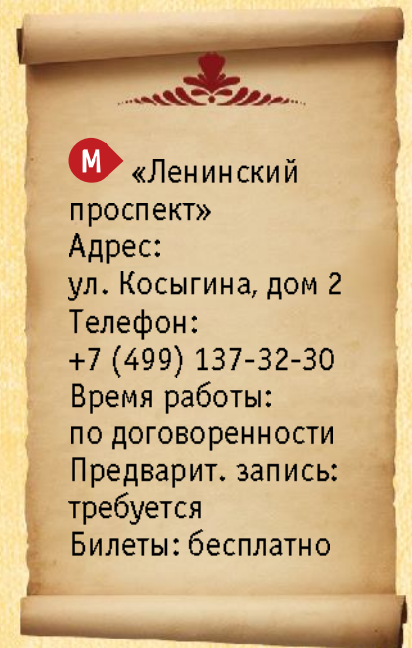 М «Ленинский
проспект»
Адрес:
ул. Косыгина, дом 2
Телефон:
+7 (499) 137-32-30
Время работы:
по договоренности
Предварит. запись:
требуется
Билеты: бесплатно